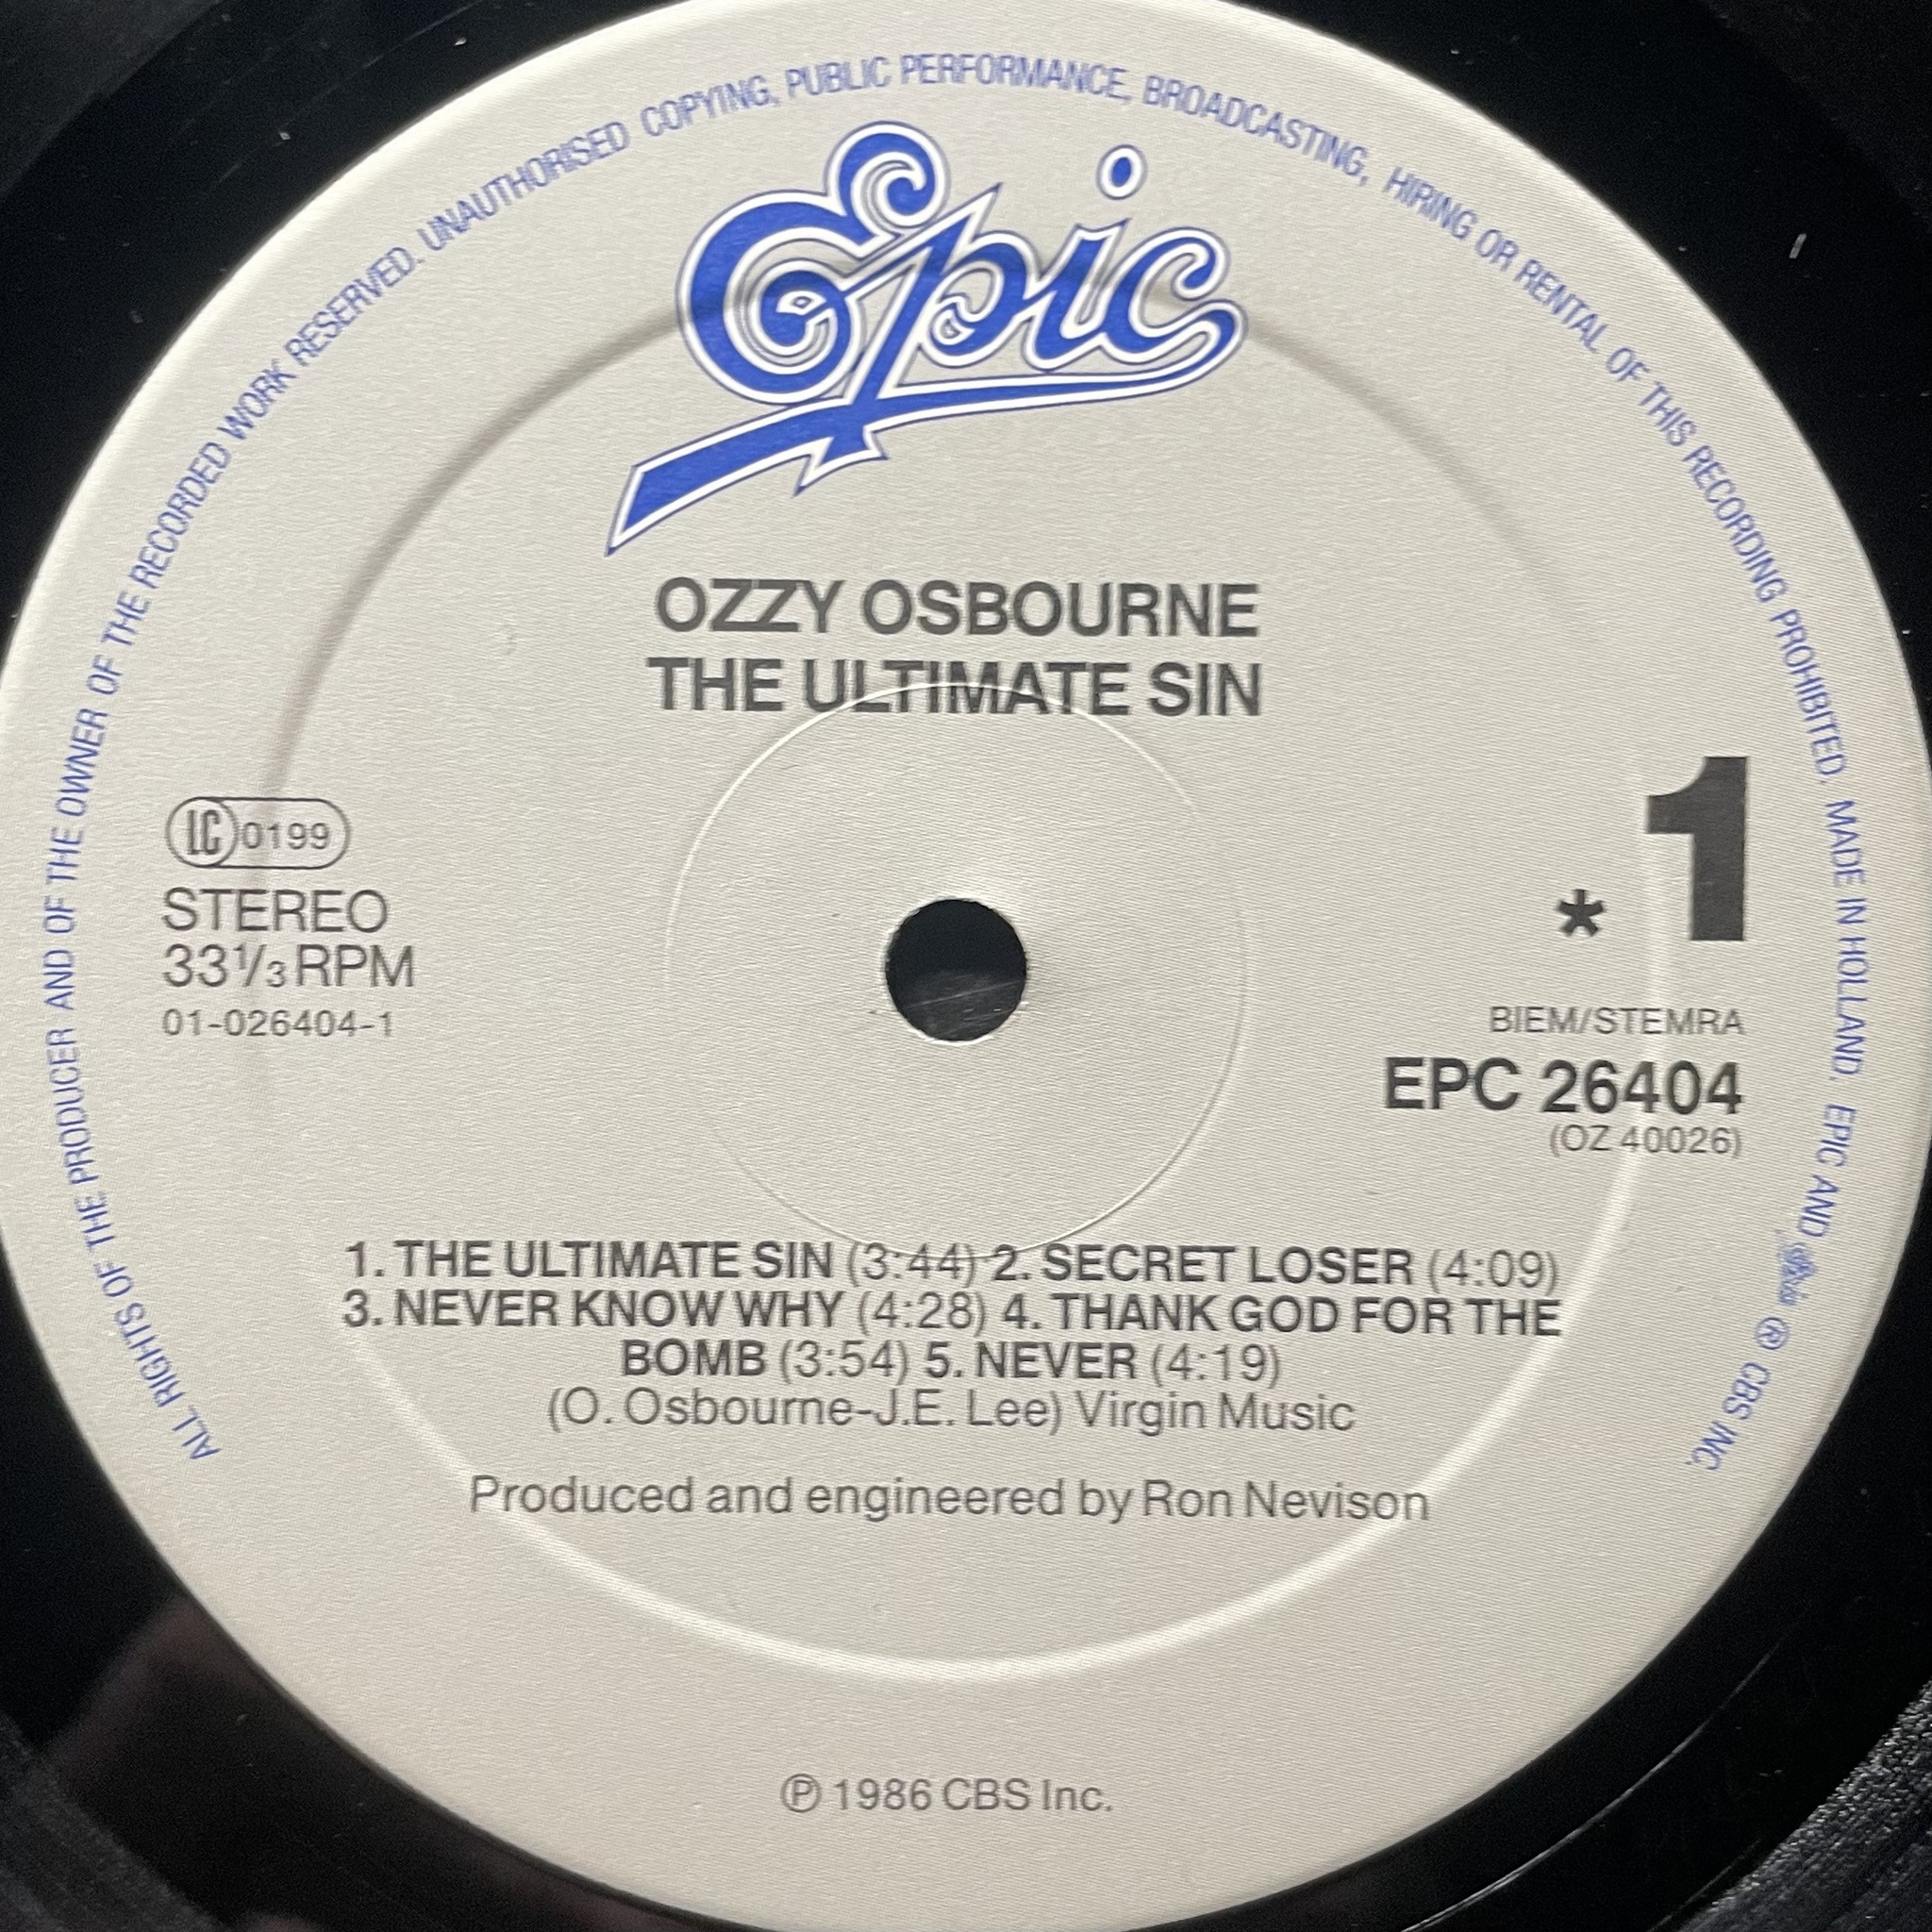 ALL RIGHTS OF THE PRODUCER AND OF THE OWNER OF THE RECORDED WORK RESERVED. UNAUTHORISED COPYING, PUBLIC PERFORMANCE, BROADCASTING, HIRING OR RENTAL OF THIS RECORDING PROHIBITED. MADE IN HOLLAND. EPIC AND Epic ® CBS INC.
Epic
OZZY OSBOURNE
THE ULTIMATE SIN
LC 0199
STEREO
33⅓ RPM
01-026404-1
1
*
BIEM/STEMRA
EPC 26404
(OZ 40026)
1. THE ULTIMATE SIN (3:44) 2. SECRET LOSER (4:09)
3. NEVER KNOW WHY (4:28) 4. THANK GOD FOR THE
BOMB (3:54) 5. NEVER (4:19)
(O. Osbourne-J.E. Lee) Virgin Music
Produced and engineered by Ron Nevison
℗ 1986 CBS Inc.